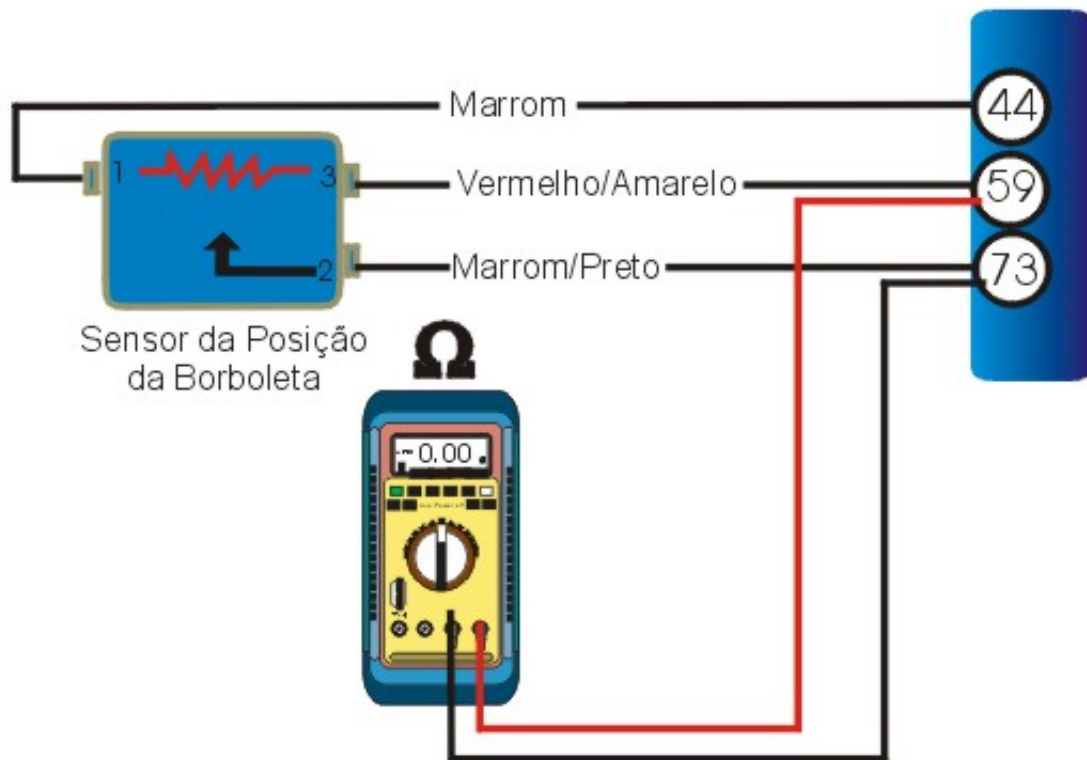 Marrom
44
1
3
Vermelho/Amarelo
59
2
Marrom/Preto
73
Sensor da Posição
da Borboleta
Ω
0.00